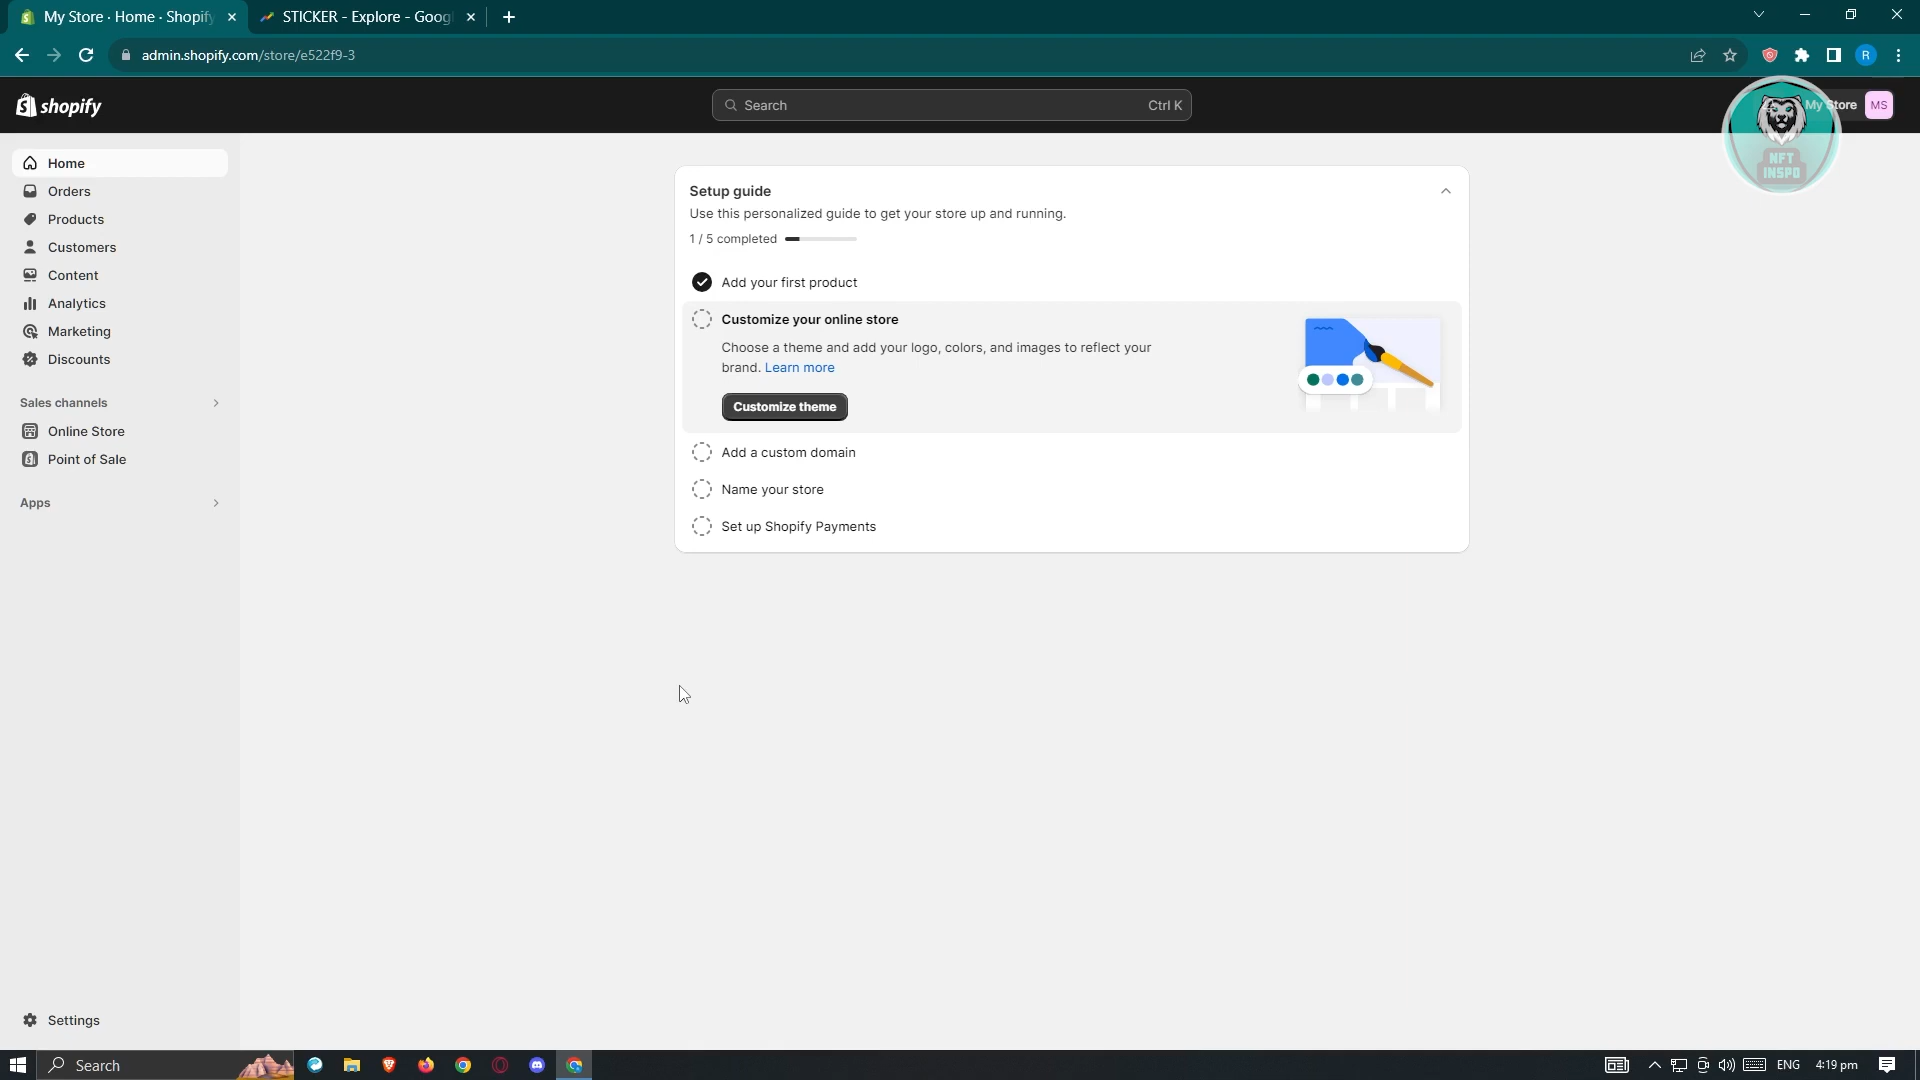 My Store · Home · Shopify
STICKER - Explore - Goog
admin.shopify.com/store/e522f9-3
R
shopify
Search
Ctrl K
My Store
MS
NFT
INSPO
Home
Orders
Products
Customers
Content
Analytics
Marketing
Discounts
Sales channels
Online Store
Point of Sale
Apps
Settings
Setup guide
Use this personalized guide to get your store up and running.
1 / 5 completed
Add your first product
Customize your online store
Choose a theme and add your logo, colors, and images to reflect your
brand. Learn more
Customize theme
Add a custom domain
Name your store
Set up Shopify Payments
Search
ENG
4:19 pm